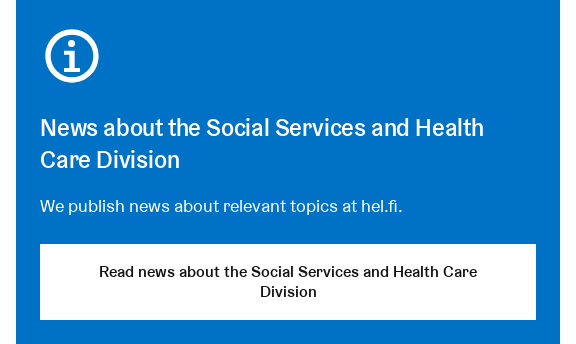 News about the Social Services and Health
Care Division
We publish news about relevant topics at hel.fi.
Read news about the Social Services and Health Care
Division